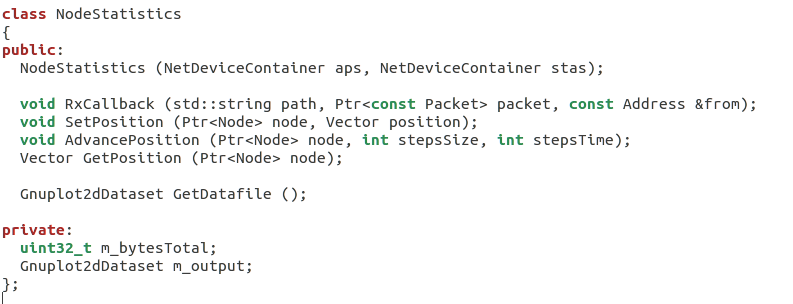 class NodeStatistics
{
public:
  NodeStatistics (NetDeviceContainer aps, NetDeviceContainer stas);

  void RxCallback (std::string path, Ptr<const Packet> packet, const Address &from);
  void SetPosition (Ptr<Node> node, Vector position);
  void AdvancePosition (Ptr<Node> node, int stepsSize, int stepsTime);
  Vector GetPosition (Ptr<Node> node);

  Gnuplot2dDataset GetDatafile ();

private:
  uint32_t m_bytesTotal;
  Gnuplot2dDataset m_output;
};